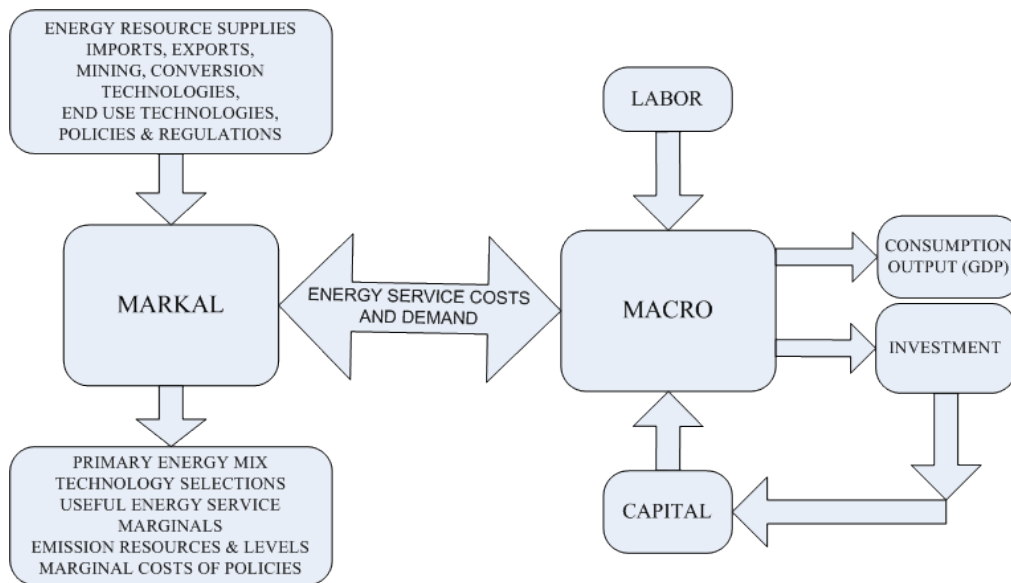 ENERGY RESOURCE SUPPLIES
IMPORTS, EXPORTS,
MINING, CONVERSION
TECHNOLOGIES,
END USE TECHNOLOGIES,
POLICIES & REGULATIONS
MARKAL
PRIMARY ENERGY MIX
TECHNOLOGY SELECTIONS
USEFUL ENERGY SERVICE
MARGINALS
EMISSION RESOURCES & LEVELS
MARGINAL COSTS OF POLICIES
ENERGY SERVICE COSTS
AND DEMAND
LABOR
MACRO
CONSUMPTION
OUTPUT (GDP)
INVESTMENT
CAPITAL